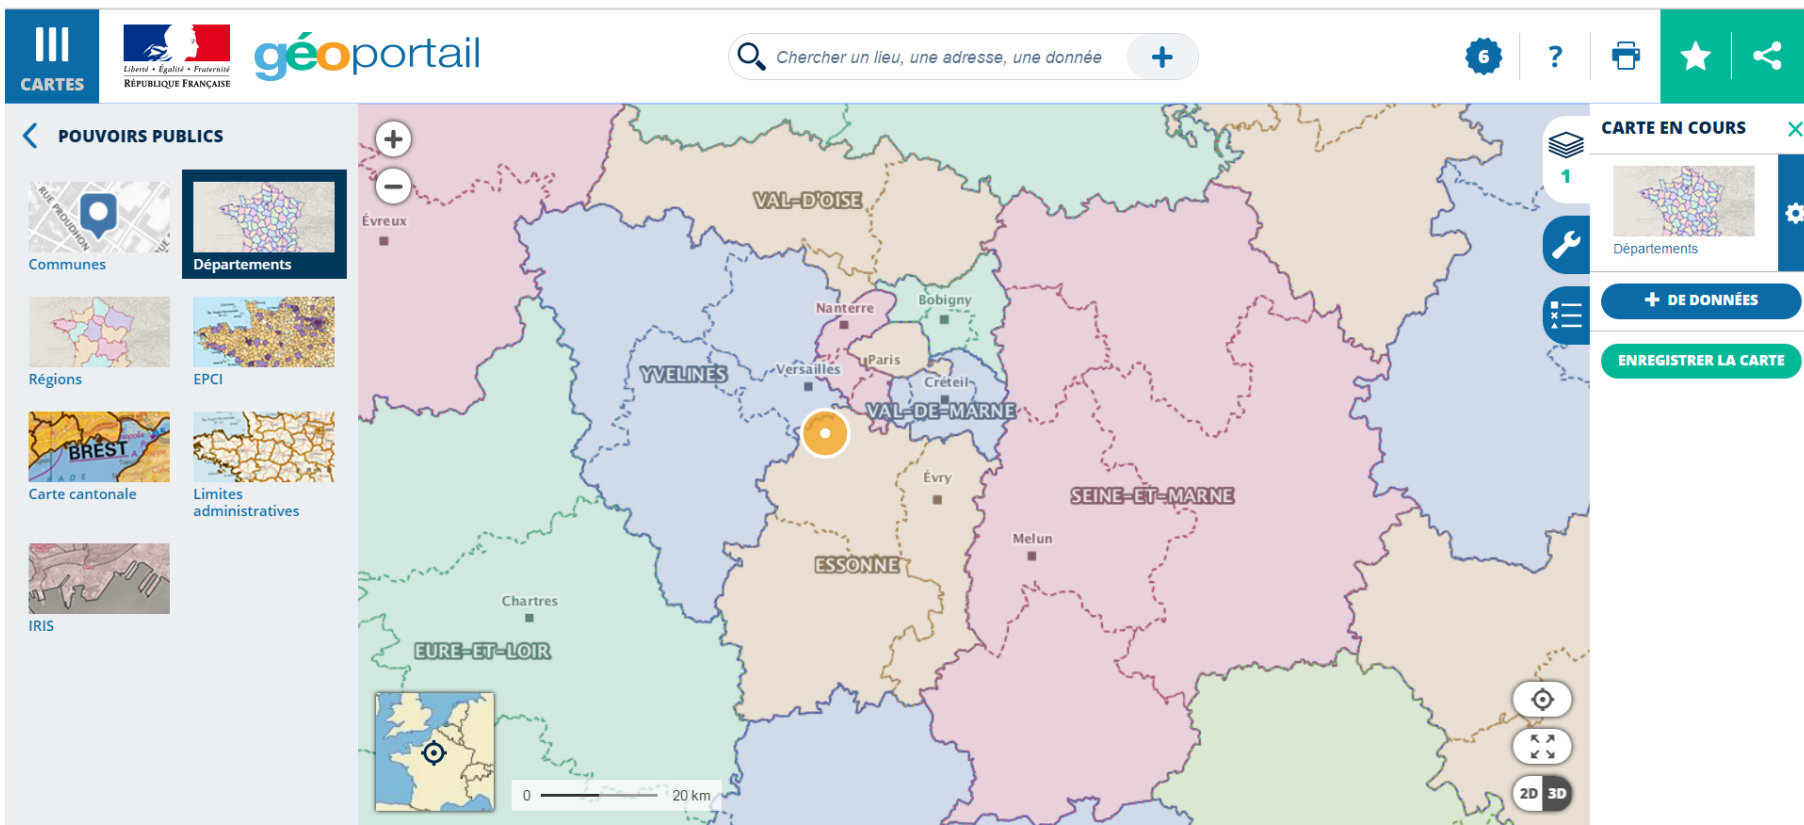 CARTES
Liberté • Égalité • Fraternité
RÉPUBLIQUE FRANÇAISE
géoportail
Chercher un lieu, une adresse, une donnée
6
?
POUVOIRS PUBLICS
RUE PROUDHON
Communes
Départements
Régions
EPCI
BREST
Carte cantonale
Limites
administratives
IRIS
VAL-D'OISE
Évreux
Nanterre
Bobigny
Paris
YVELINES
Versailles
Créteil
VAL-DE-MARNE
Évry
SEINE-ET-MARNE
Melun
ESSONNE
Chartres
EURE-ET-LOIR
0 20 km
1
2D 3D
CARTE EN COURS
Départements
+ DE DONNÉES
ENREGISTRER LA CARTE